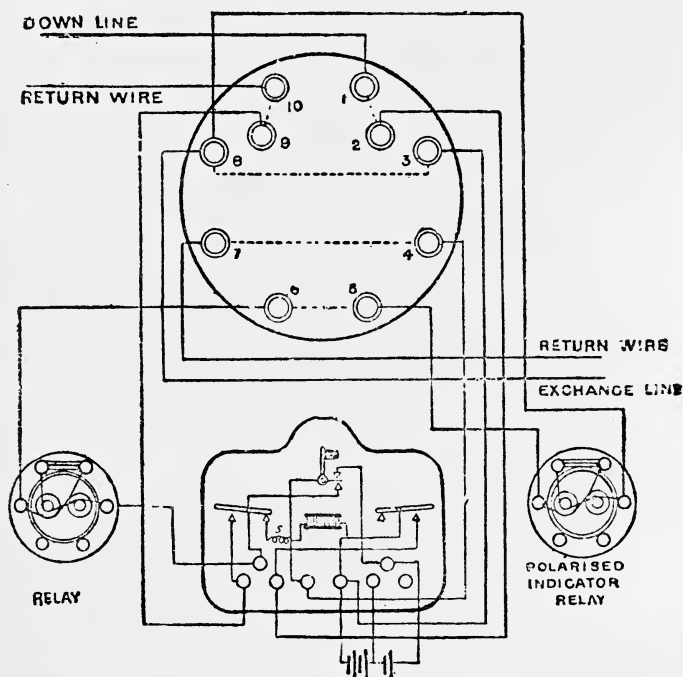 DOWN LINE
RETURN WIRE
10
1
9
2
8
3
7
4
6
5
RETURN WIRE
EXCHANGE LINE
S
RELAY
POLARISED
INDICATOR
RELAY